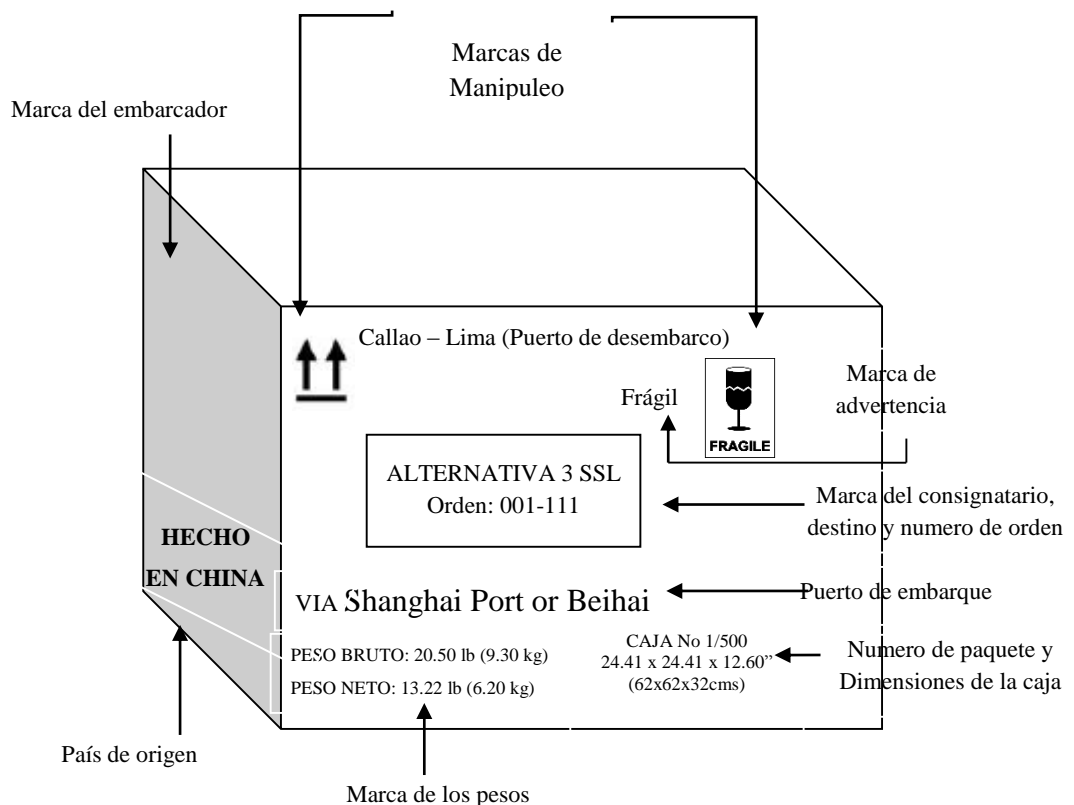 Marcas de
Manipuleo
Marca del embarcador
Callao – Lima (Puerto de desembarco)
Frágil
FRAGILE
Marca de
advertencia
ALTERNATIVA 3 SSL
Orden: 001-111
Marca del consignatario,
destino y numero de orden
HECHO
EN CHINA
VIA Shanghai Port or Beihai
Puerto de embarque
PESO BRUTO: 20.50 lb (9.30 kg)
PESO NETO: 13.22 lb (6.20 kg)
CAJA No 1/500
24.41 x 24.41 x 12.60”
(62x62x32cms)
Numero de paquete y
Dimensiones de la caja
País de origen
Marca de los pesos